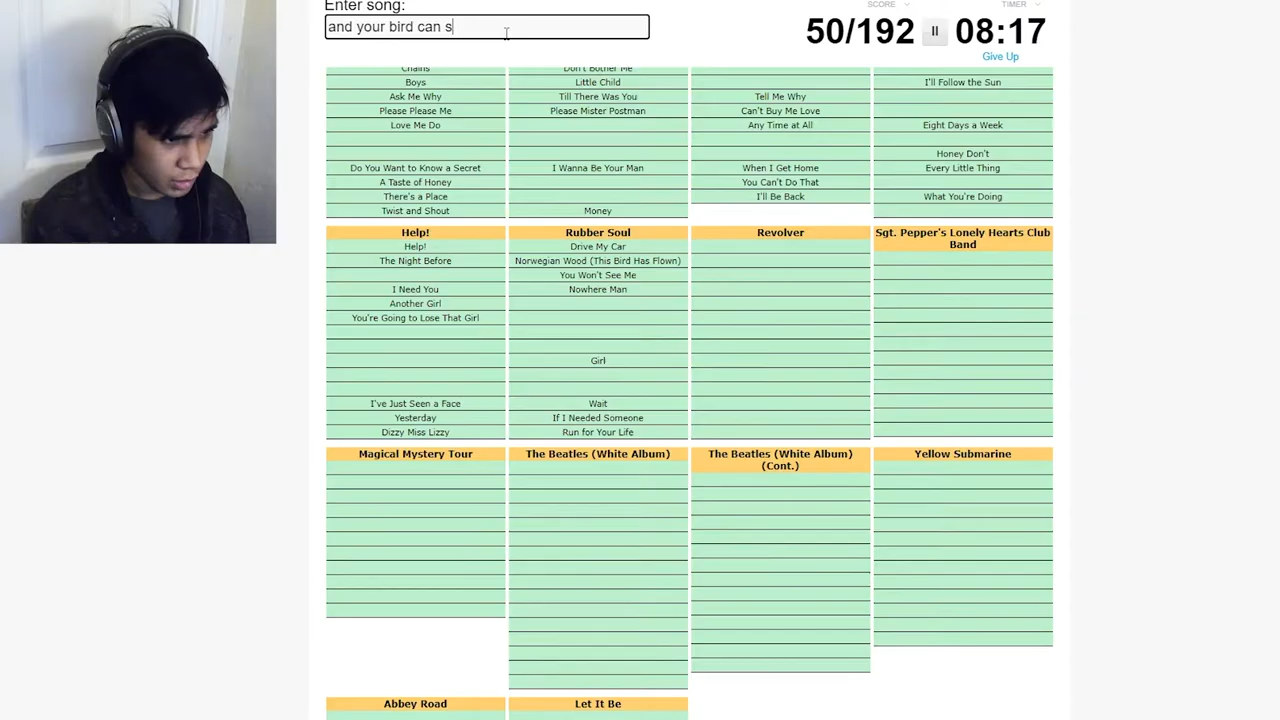 Enter song:
and your bird can s
SCORE
50/192
TIMER
08:17
Give Up
Chains
Boys
Ask Me Why
Please Please Me
Love Me Do
Do You Want to Know a Secret
A Taste of Honey
There's a Place
Twist and Shout
Don't Bother Me
Little Child
Till There Was You
Please Mister Postman
I Wanna Be Your Man
Money
Tell Me Why
Can't Buy Me Love
Any Time at All
When I Get Home
You Can't Do That
I'll Be Back
I'll Follow the Sun
Eight Days a Week
Honey Don't
Every Little Thing
What You're Doing
Help!
Help!
The Night Before
I Need You
Another Girl
You're Going to Lose That Girl
I've Just Seen a Face
Yesterday
Dizzy Miss Lizzy
Rubber Soul
Drive My Car
Norwegian Wood (This Bird Has Flown)
You Won't See Me
Nowhere Man
Girl
Wait
If I Needed Someone
Run for Your Life
Revolver
Sgt. Pepper's Lonely Hearts Club
Band
Magical Mystery Tour
The Beatles (White Album)
The Beatles (White Album)
(Cont.)
Yellow Submarine
Abbey Road
Let It Be